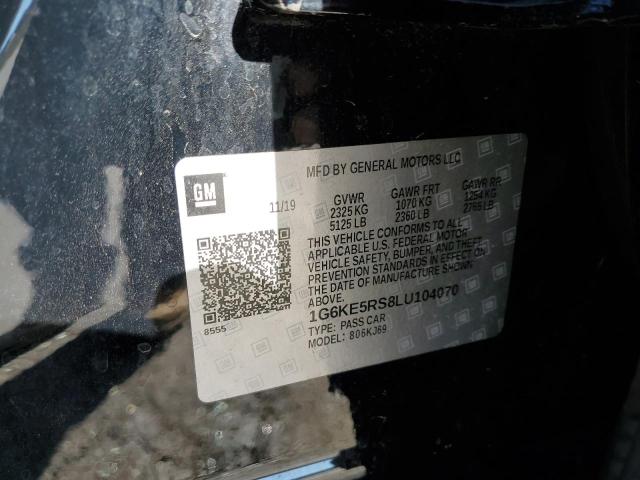 MFD BY GENERAL MOTORS LLC
GM
11/19
GVWR GAWR FRT GAWR RR
2325 KG 1070 KG 1254 KG
5125 LB 2360 LB 2765 LB
THIS VEHICLE CONFORMS TO ALL
APPLICABLE U.S. FEDERAL MOTOR
VEHICLE SAFETY, BUMPER, AND THEFT
PREVENTION STANDARDS IN EFFECT ON
THE DATE OF MANUFACTURE SHOWN
ABOVE.
1G6KE5RS8LU104070
TYPE: PASS CAR
MODEL: 806KJ69
8555